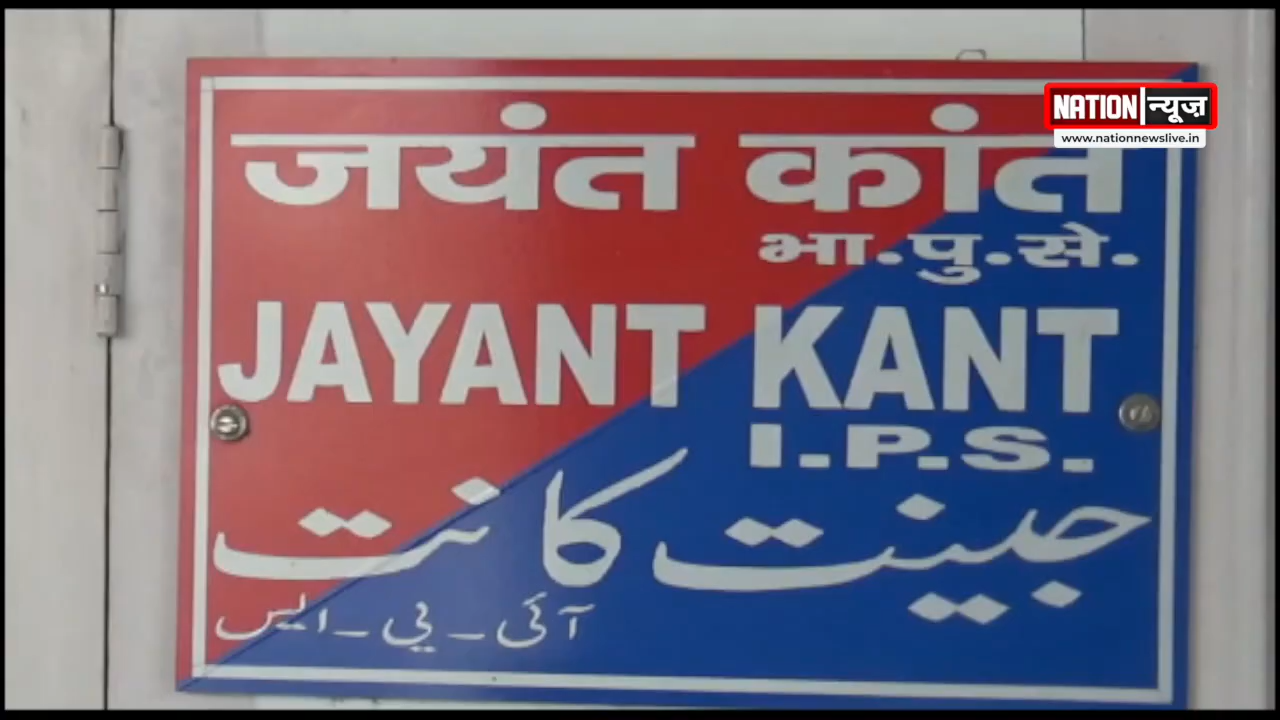 जयंत कांत
भा.पु.से.
JAYANT KANT
I.P.S.
جینت کانت
آئی - پی - ایس
NATION न्यूज़
www.nationnewslive.in